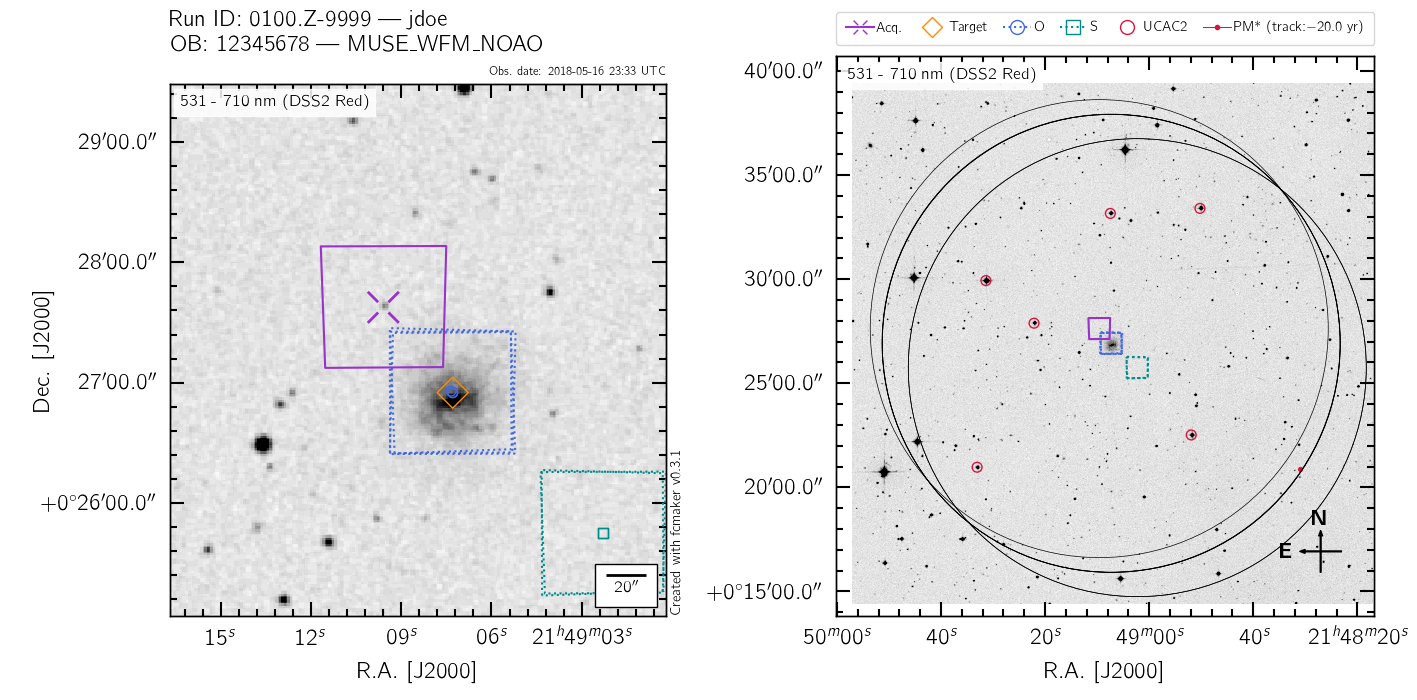 Run ID: 0100.Z-9999 — jdoe
OB: 12345678 — MUSE_WFM_NOAO
Obs. date: 2018-05-16 23:33 UTC
531 - 710 nm (DSS2 Red)
29′00.0″
28′00.0″
27′00.0″
+0°26′00.0″
Dec. [J2000]
20″
Created with fcmaker v0.3.1
15ˢ 12ˢ 09ˢ 06ˢ 21ʰ49ᵐ03ˢ
R.A. [J2000]
Acq. Target O S UCAC2 PM* (track:−20.0 yr)
531 - 710 nm (DSS2 Red)
40′00.0″
35′00.0″
30′00.0″
25′00.0″
20′00.0″
+0°15′00.0″
N
E
50ᵐ00ˢ 40ˢ 20ˢ 49ᵐ00ˢ 40ˢ 21ʰ48ᵐ20ˢ
R.A. [J2000]